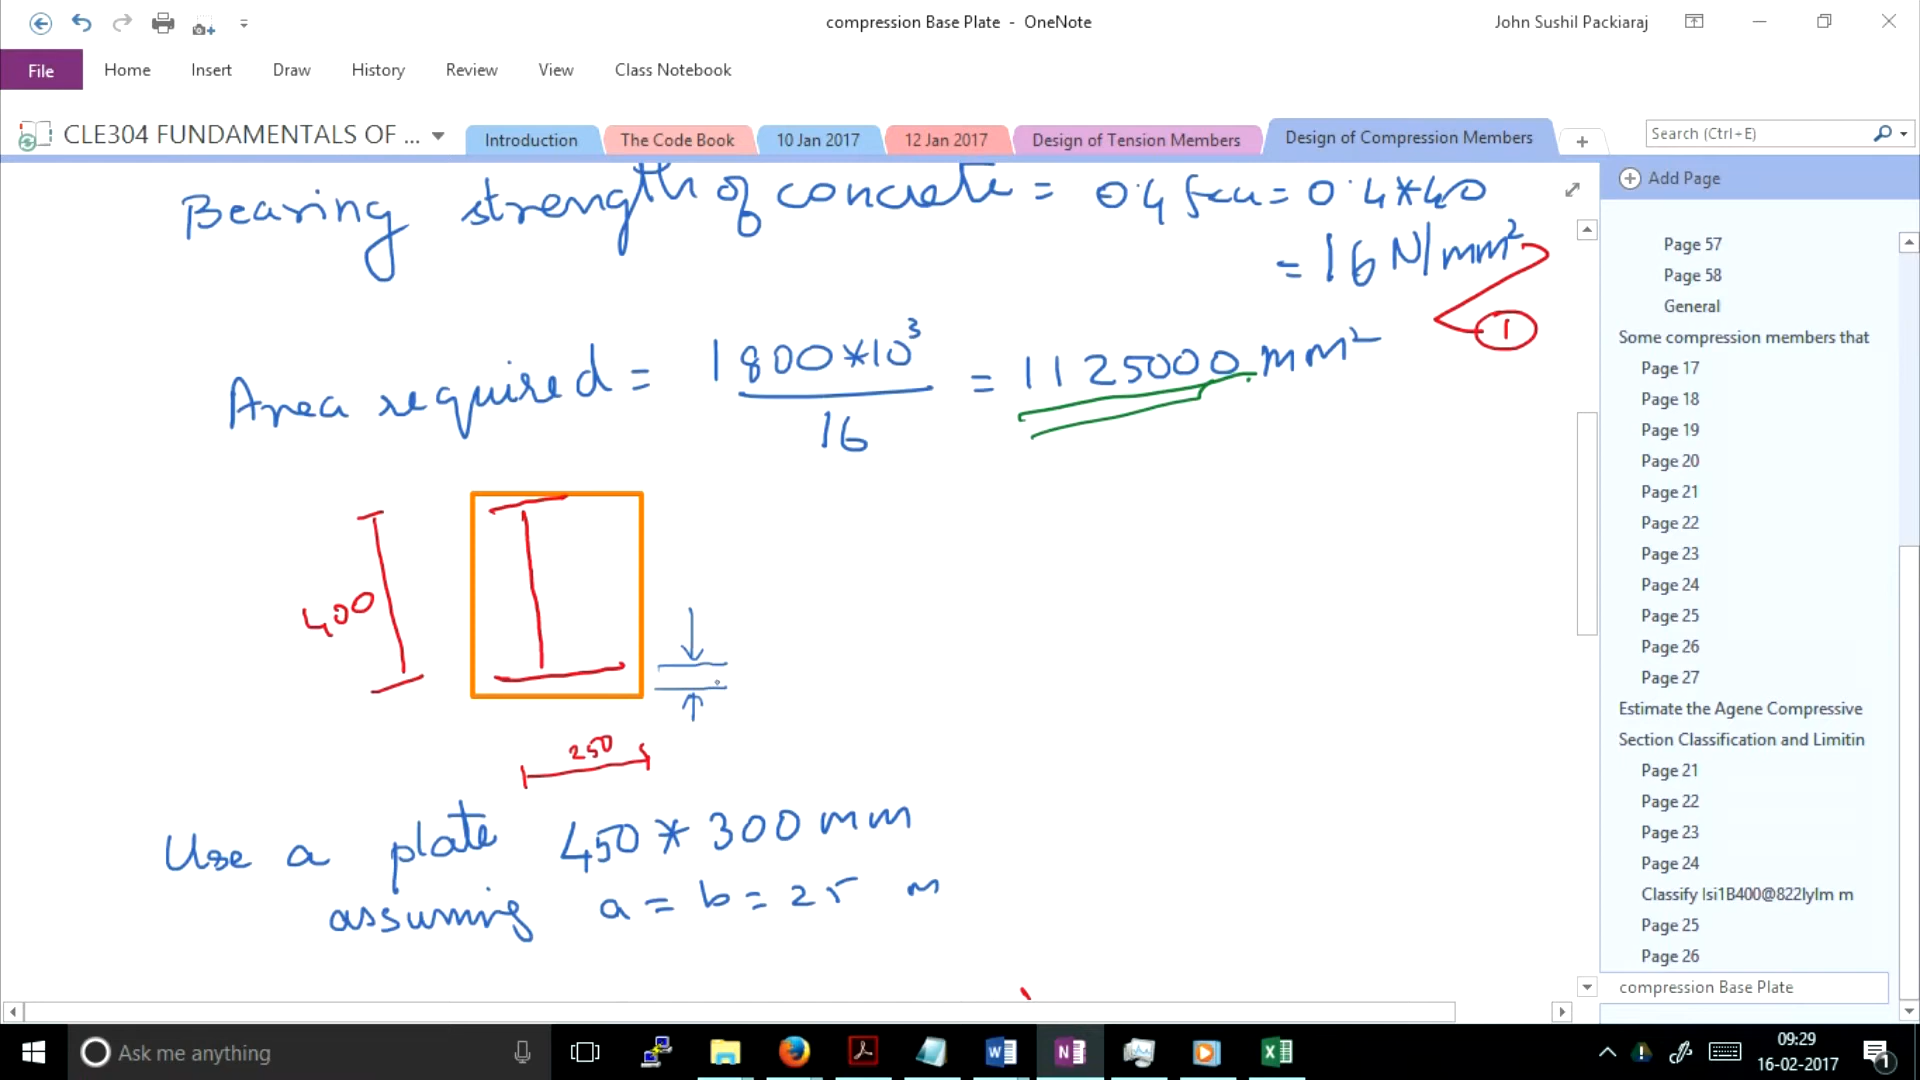 compression Base Plate - OneNote
John Sushil Packiaraj
File Home Insert Draw History Review View Class Notebook
CLE304 FUNDAMENTALS OF ...
Introduction
The Code Book
10 Jan 2017
12 Jan 2017
Design of Tension Members
Design of Compression Members
Search (Ctrl+E)
Bearing strength of concrete = 0.4 fcu = 0.4*40
= 16 N/mm²
1
Area required = 1800*10³ / 16 = 1125000. mm²
400
250
Use a plate 450 * 300 mm
assuming a = b = 25 m
Add Page
Page 57
Page 58
General
Some compression members that
Page 17
Page 18
Page 19
Page 20
Page 21
Page 22
Page 23
Page 24
Page 25
Page 26
Page 27
Estimate the Agene Compressive
Section Classification and Limitin
Page 21
Page 22
Page 23
Page 24
Classify lsi1B400@822lylm m
Page 25
Page 26
compression Base Plate
Ask me anything
09:29
16-02-2017
1